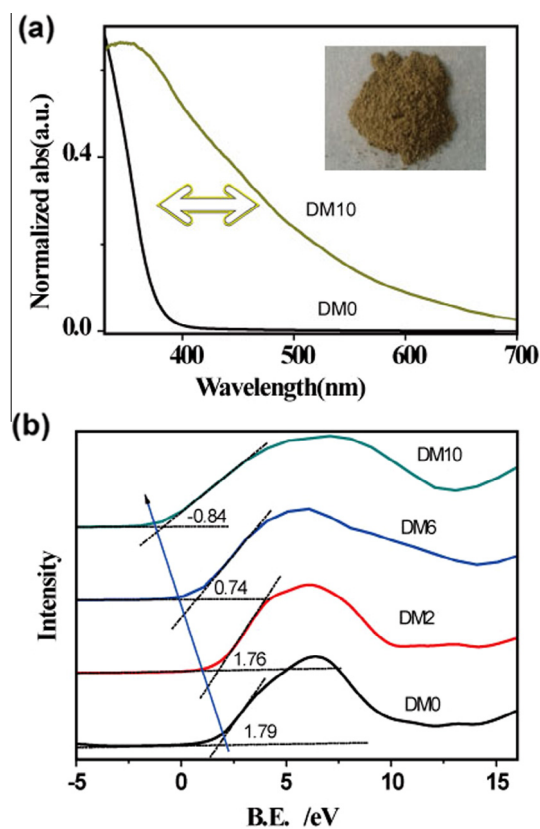 (a)
Normalized abs(a.u.)
0.4
0.0
DM10
DM0
400 500 600 700
Wavelength(nm)
(b)
Intensity
DM10
-0.84
DM6
0.74
DM2
1.76
DM0
1.79
-5 0 5 10 15
B.E. /eV